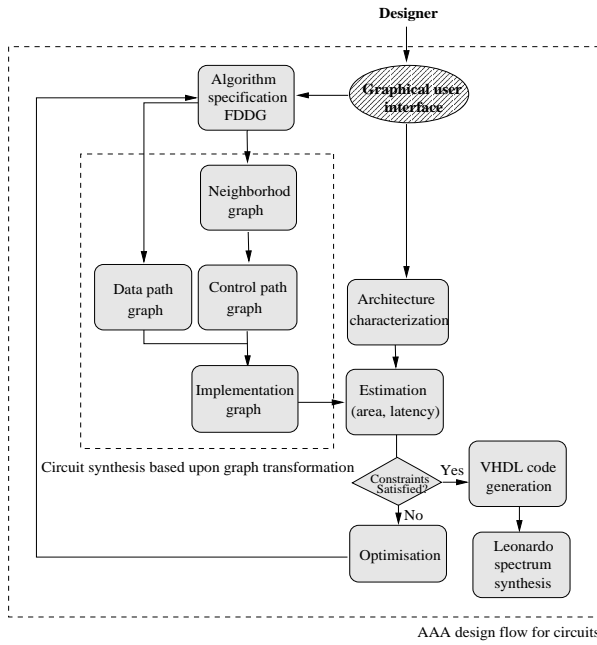 Designer
Graphical user
interface
Algorithm
specification
FDDG
Neighborhod
graph
Data path
graph
Control path
graph
Architecture
characterization
Implementation
graph
Estimation
(area, latency)
Circuit synthesis based upon graph transformation
Constraints
Satisfied?
Yes
VHDL code
generation
No
Optimisation
Leonardo
spectrum
synthesis
AAA design flow for circuits